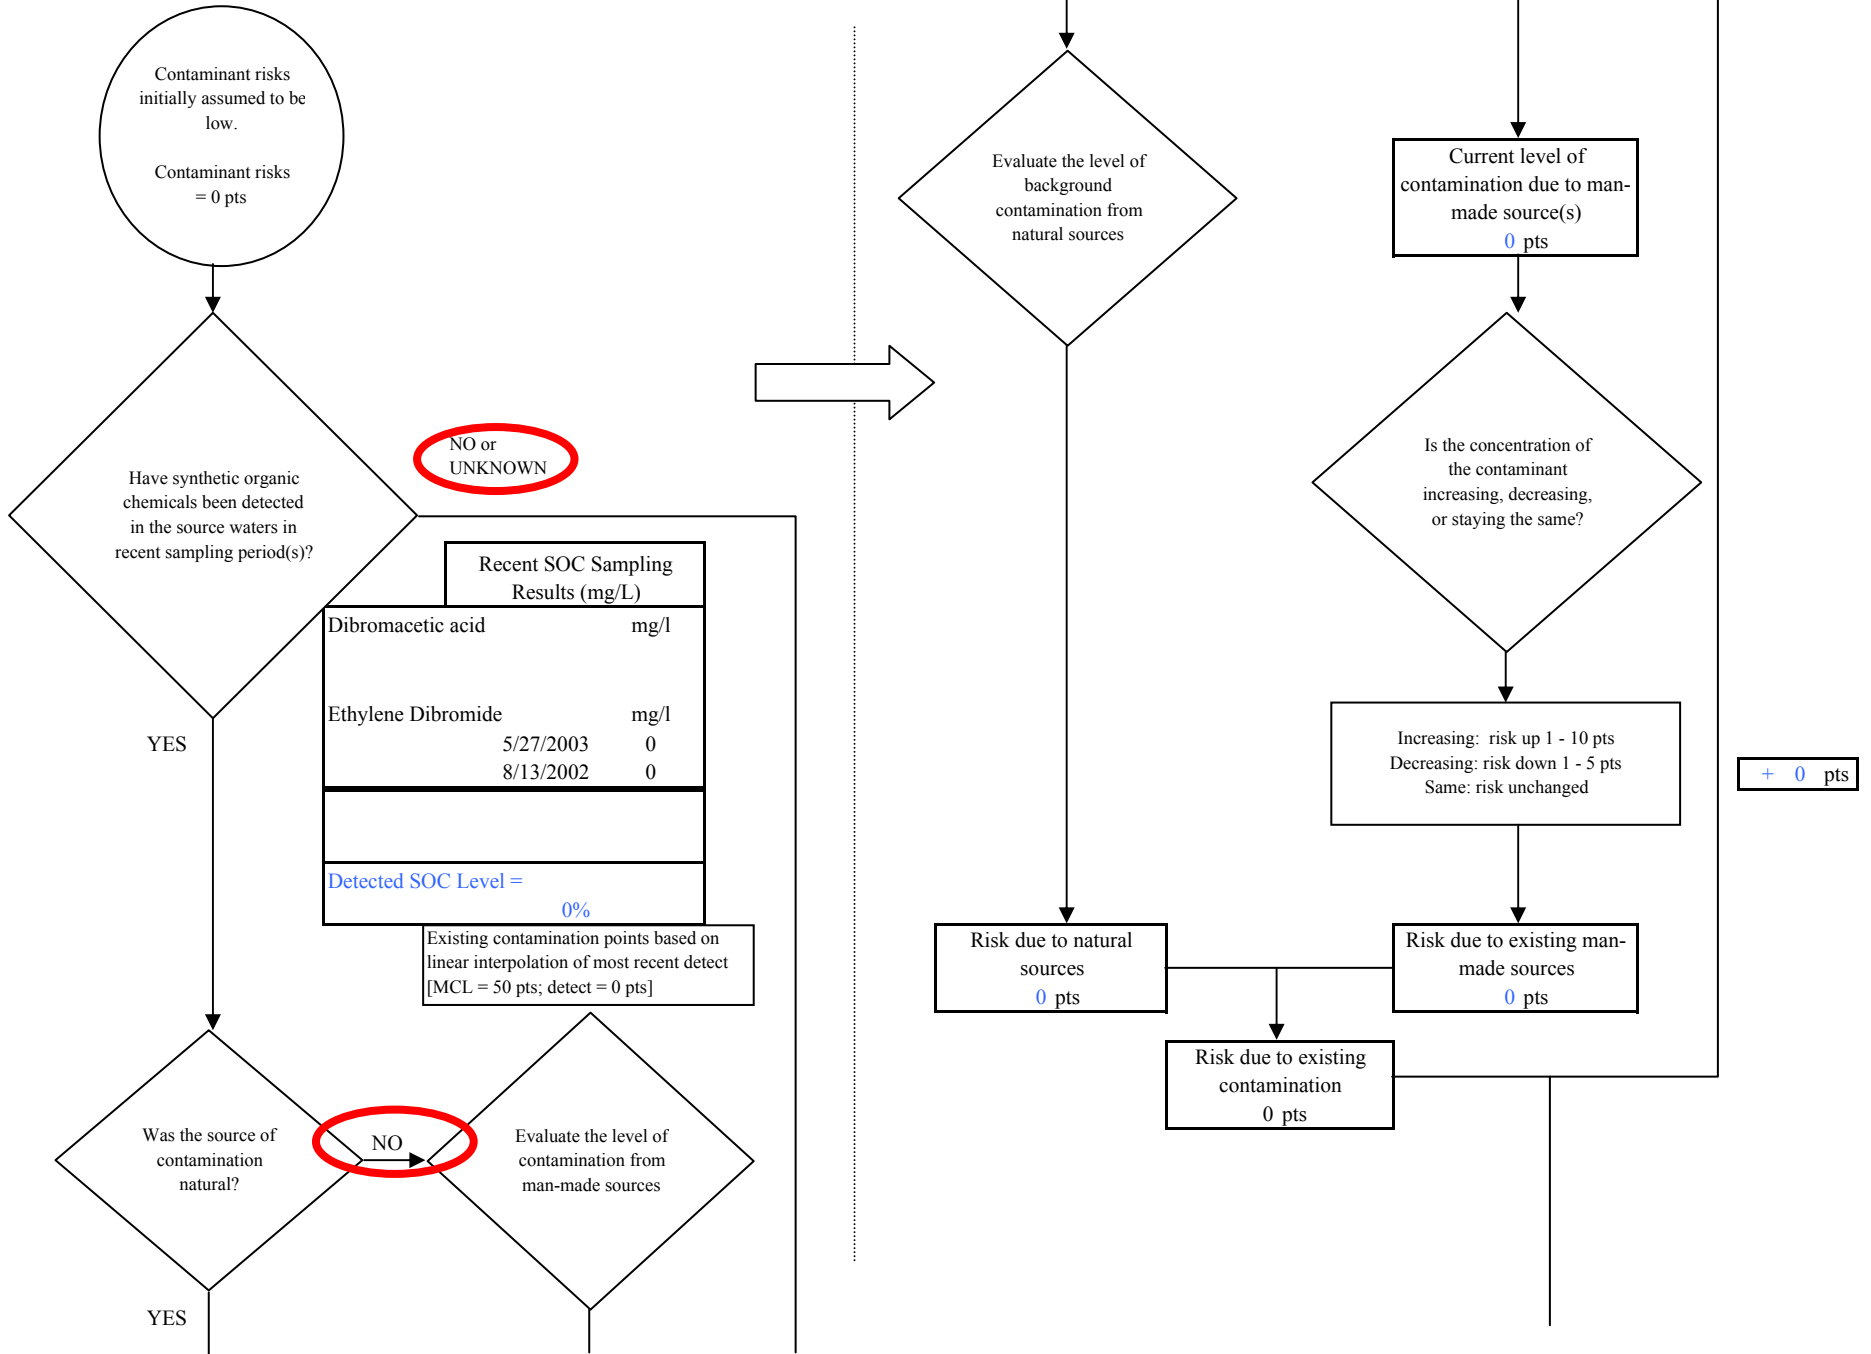 Contaminant risks
initially assumed to be
low.
Contaminant risks
= 0 pts
Have synthetic organic
chemicals been detected
in the source waters in
recent sampling period(s)?
NO or
UNKNOWN
YES
Recent SOC Sampling
Results (mg/L)
Dibromacetic acid mg/l
Ethylene Dibromide mg/l
5/27/2003 0
8/13/2002 0
Detected SOC Level =
0%
Existing contamination points based on
linear interpolation of most recent detect
[MCL = 50 pts; detect = 0 pts]
Was the source of
contamination
natural?
NO
Evaluate the level of
contamination from
man-made sources
YES
Evaluate the level of
background
contamination from
natural sources
Current level of
contamination due to man-
made source(s)
0 pts
Is the concentration of
the contaminant
increasing, decreasing,
or staying the same?
Increasing: risk up 1 - 10 pts
Decreasing: risk down 1 - 5 pts
Same: risk unchanged
+ 0 pts
Risk due to natural
sources
0 pts
Risk due to existing man-
made sources
0 pts
Risk due to existing
contamination
0 pts